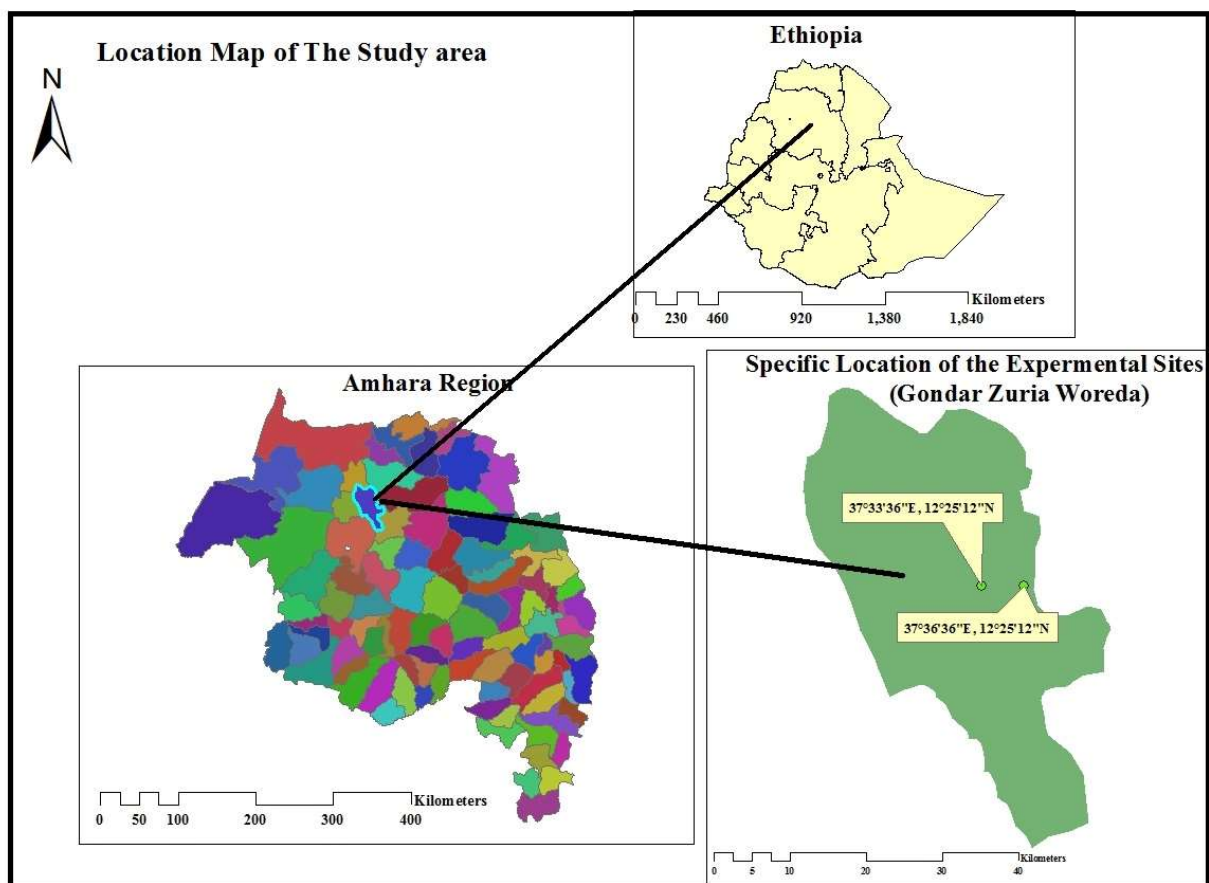 Location Map of The Study area
N
Ethiopia
Kilometers
0 230 460 920 1,380 1,840
Amhara Region
Kilometers
0 50 100 200 300 400
Specific Location of the Expermental Sites
(Gondar Zuria Woreda)
37°33'36"E, 12°25'12"N
37°36'36"E, 12°25'12"N
Kilometers
0 5 10 20 30 40